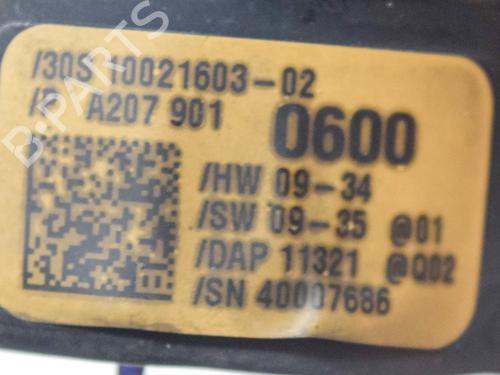 /30S 10021603-02
A207 901 0600
/HW 09-34
/SW 09-35 @01
/DAP 11321 @Q02
/SN 40007686
B-PARTS